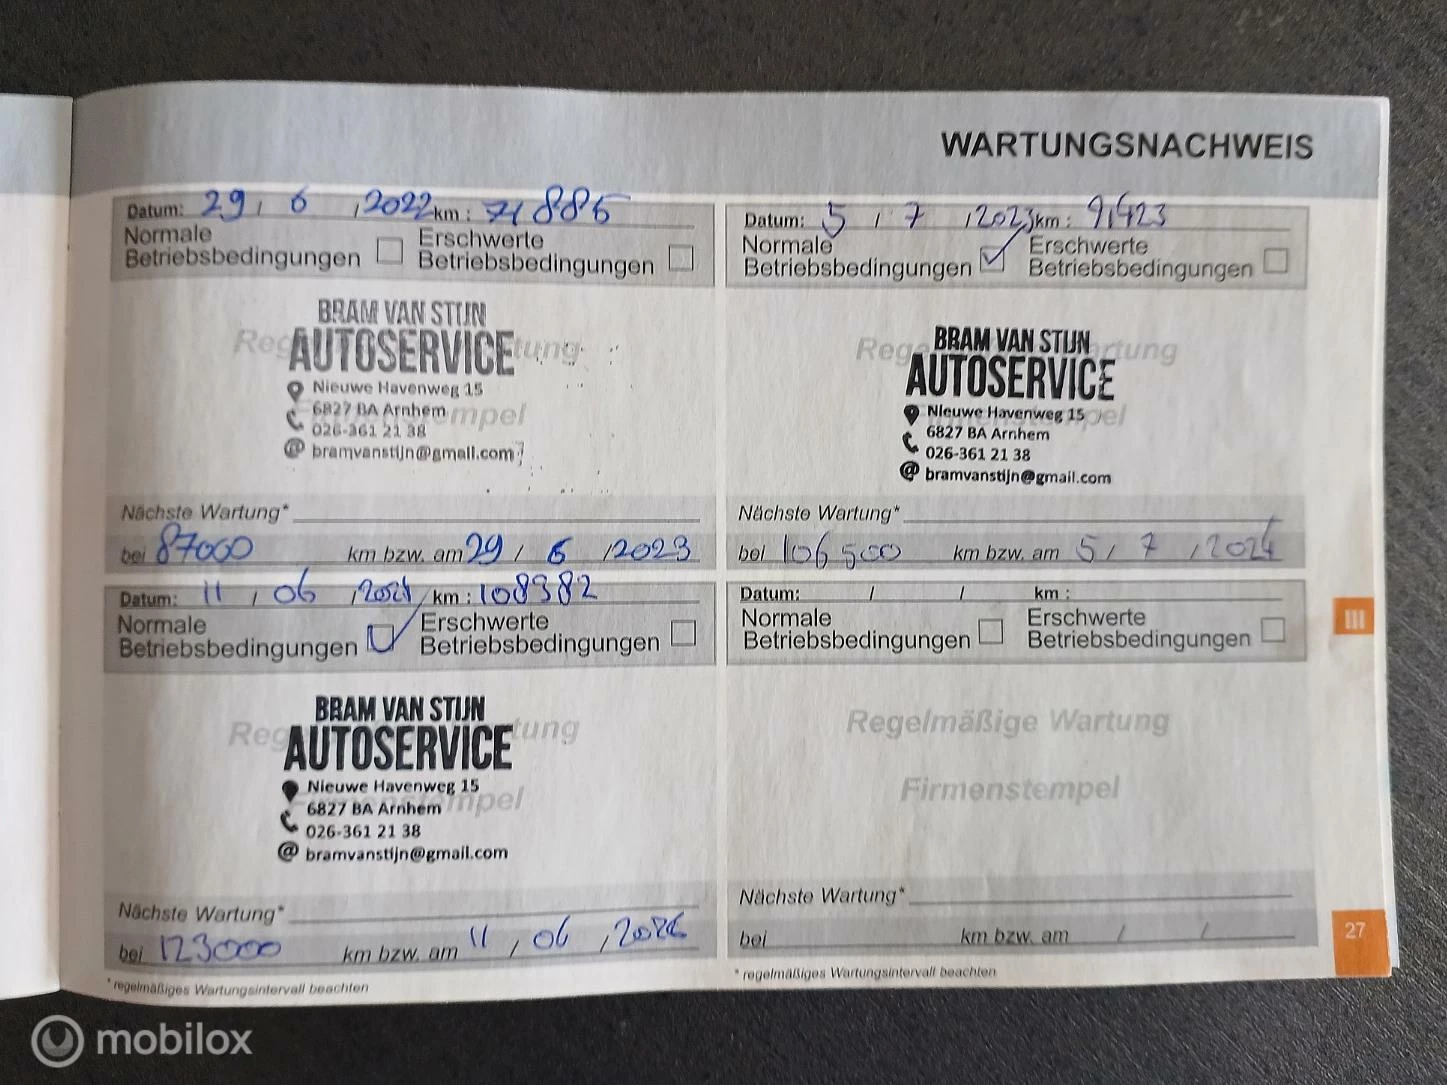 WARTUNGSNACHWEIS
Datum: 29 / 6 / 2022 km : 71885
Normale Betriebsbedingungen
Erschwerte Betriebsbedingungen
BRAM VAN STIJN
AUTOSERVICE
Nieuwe Havenweg 15
6827 BA Arnhem
026-361 21 38
@ bramvanstijn@gmail.com
Nächste Wartung*
bei 87000 km bzw. am 29 / 6 / 2023
Datum: 5 / 7 / 2023 km : 91423
Normale Betriebsbedingungen
Erschwerte Betriebsbedingungen
BRAM VAN STIJN
AUTOSERVICE
Nieuwe Havenweg 15
6827 BA Arnhem
026-361 21 38
@ bramvanstijn@gmail.com
Nächste Wartung*
bei 106500 km bzw. am 5 / 7 / 2024
Datum: 11 / 06 / km : 108982
Normale Betriebsbedingungen
Erschwerte Betriebsbedingungen
BRAM VAN STIJN
AUTOSERVICE
Nieuwe Havenweg 15
6827 BA Arnhem
026-361 21 38
@ bramvanstijn@gmail.com
Nächste Wartung*
bei 123000 km bzw. am 11 / 06 /
* regelmäßiges Wartungsintervall beachten
Datum: / / km :
Normale Betriebsbedingungen
Erschwerte Betriebsbedingungen
Regelmäßige Wartung
Firmenstempel
Nächste Wartung*
bei km bzw. am / /
* regelmäßiges Wartungsintervall beachten
III
27
mobilox